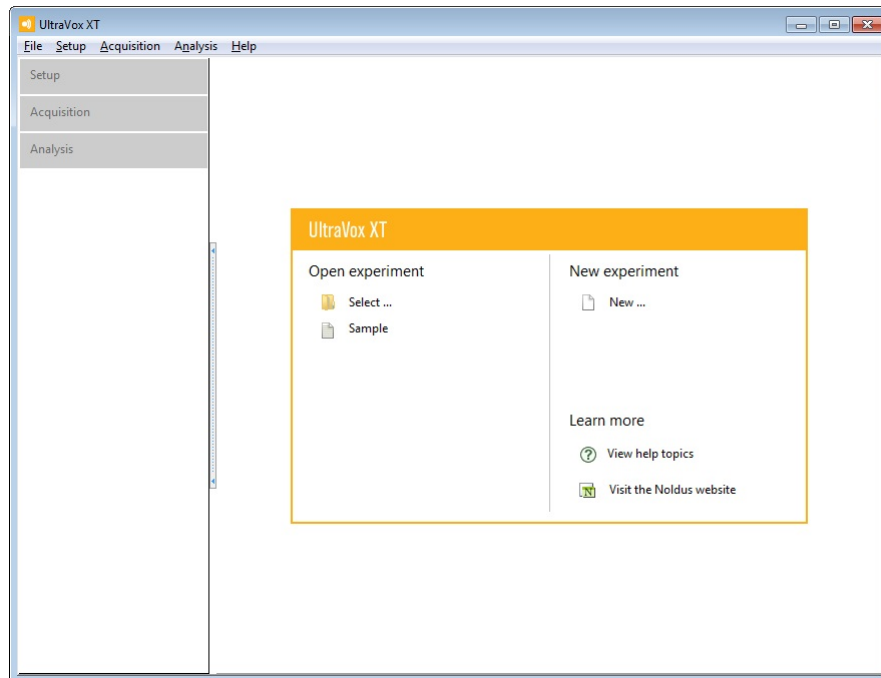 UltraVox XT
File Setup Acquisition Analysis Help
Setup
Acquisition
Analysis
UltraVox XT
Open experiment
Select ...
Sample
New experiment
New ...
Learn more
? View help topics
N Visit the Noldus website